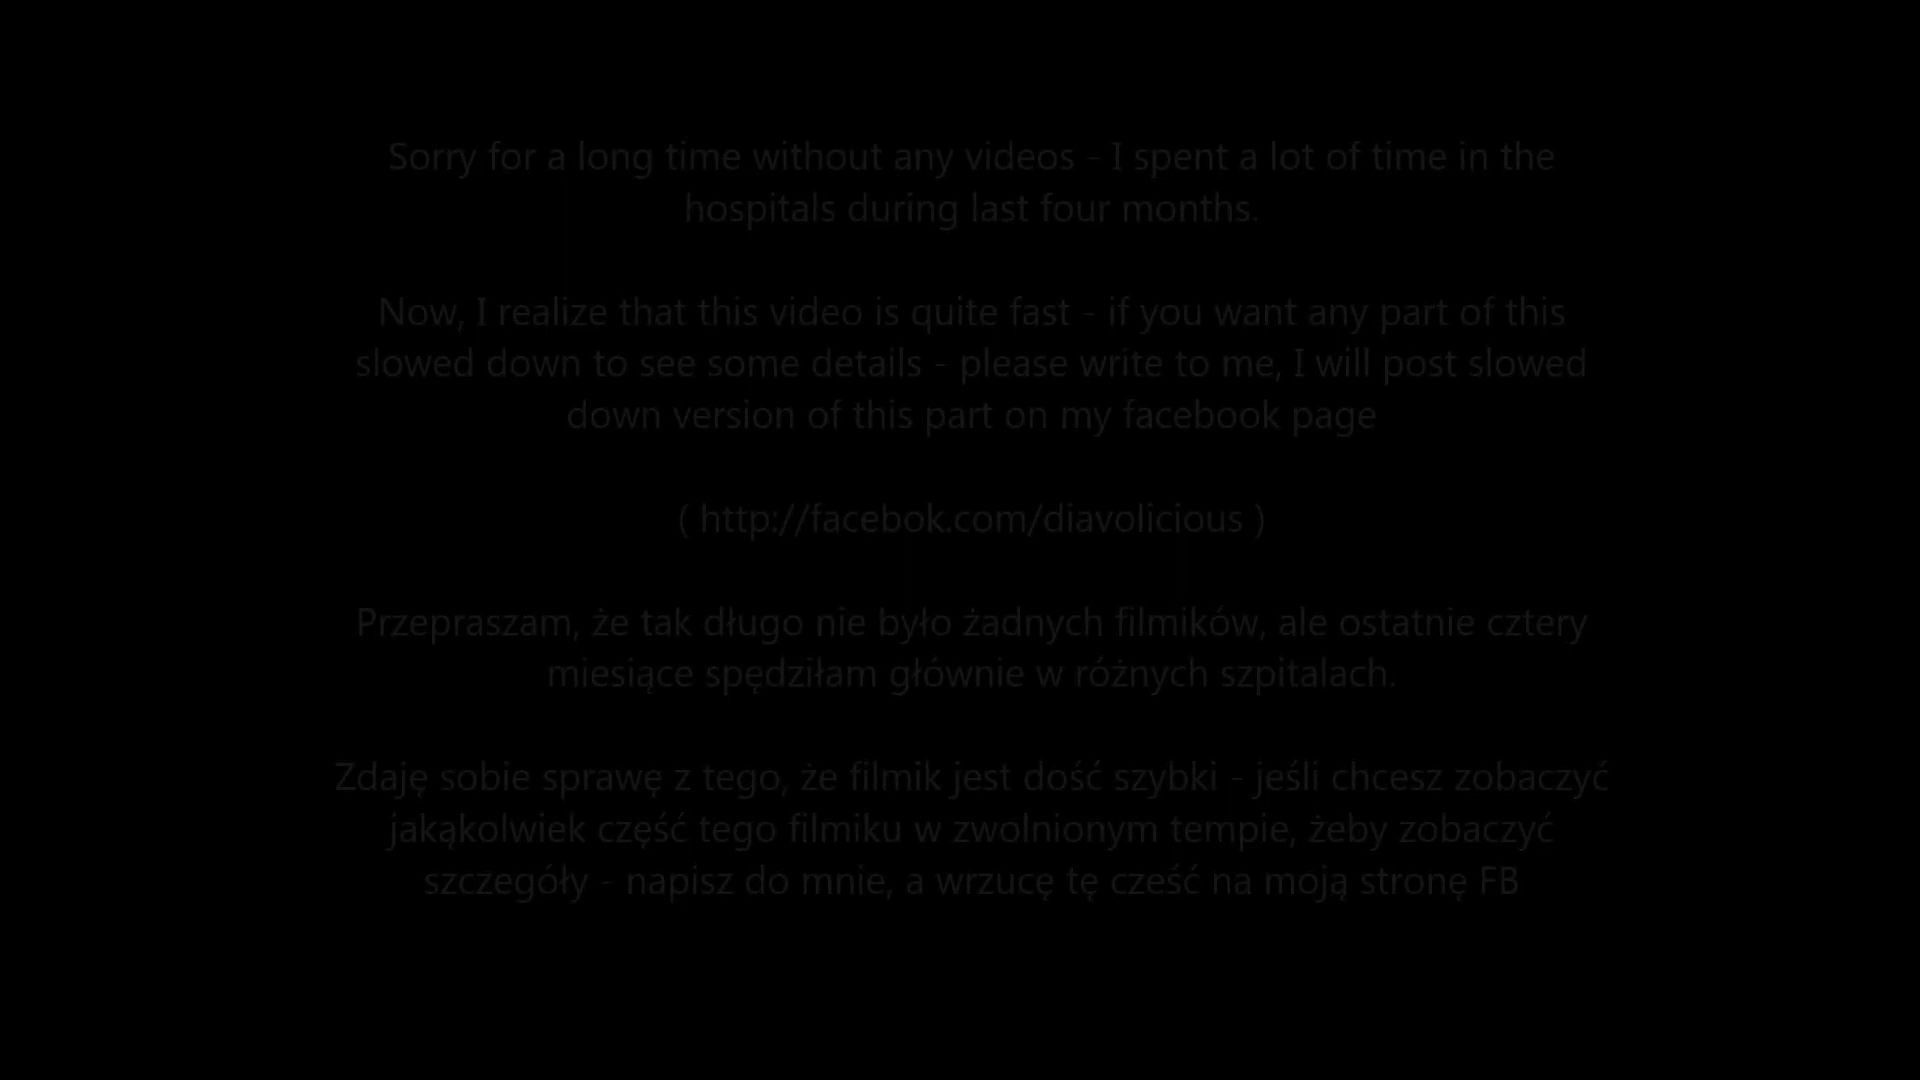 Sorry for a long time without any videos - I spent a lot of time in the
hospitals during last four months.
Now, I realize that this video is quite fast - if you want any part of this
slowed down to see some details - please write to me, I will post slowed
down version of this part on my facebook page
( http://facebok.com/diavolicious )
Przepraszam, że tak długo nie było żadnych filmików, ale ostatnie cztery
miesiące spędziłam głównie w różnych szpitalach.
Zdaję sobie sprawę z tego, że filmik jest dość szybki - jeśli chcesz zobaczyć
jakąkolwiek część tego filmiku w zwolnionym tempie, żeby zobaczyć
szczegóły - napisz do mnie, a wrzucę tę cześć na moją stronę FB